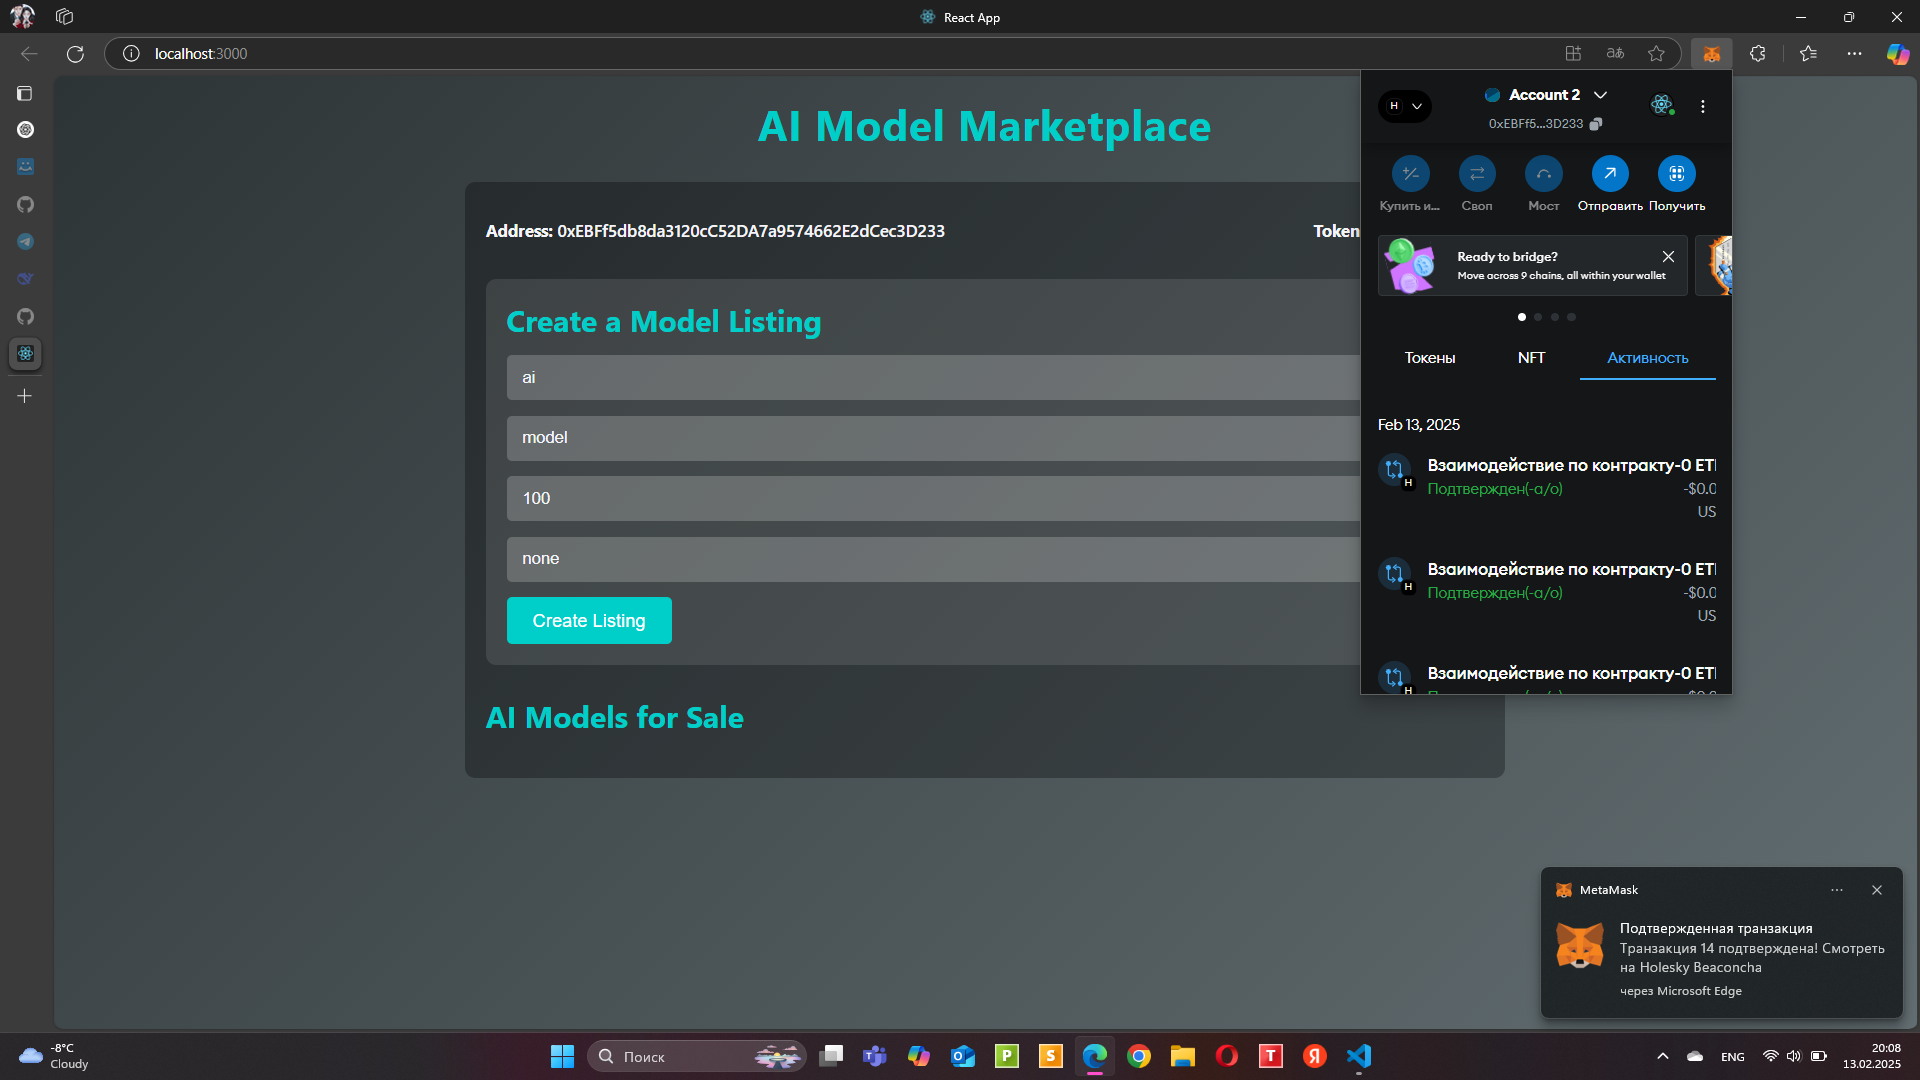 React App
localhost:3000
AI Model Marketplace
Address: 0xEBFf5db8da3120cC52DA7a9574662E2dCec3D233
Token
Create a Model Listing
ai
model
100
none
Create Listing
AI Models for Sale
H
Account 2
0xEBFf5...3D233
Купить и...
Своп
Мост
Отправить
Получить
Ready to bridge?
Move across 9 chains, all within your wallet
Токены
NFT
Активность
Feb 13, 2025
Взаимодействие по контракту-0 ET
H
Подтвержден(-а/о)
-$0.0
US
Взаимодействие по контракту-0 ET
H
Подтвержден(-а/о)
-$0.0
US
Взаимодействие по контракту-0 ET
H
MetaMask
Подтвержденная транзакция
Транзакция 14 подтверждена! Смотреть
на Holesky Beaconcha
через Microsoft Edge
-8°C
Cloudy
Поиск
ENG
20:08
13.02.2025